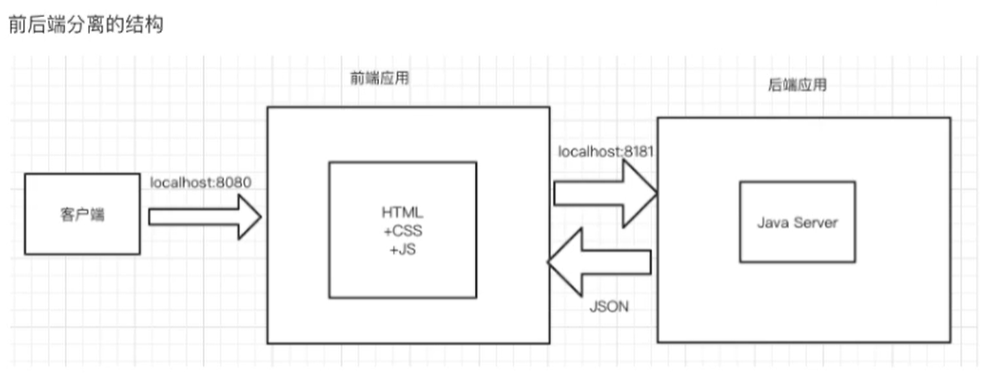 前后端分离的结构
前端应用
后端应用
localhost:8181
localhost:8080
客户端
HTML
+CSS
+JS
Java Server
JSON